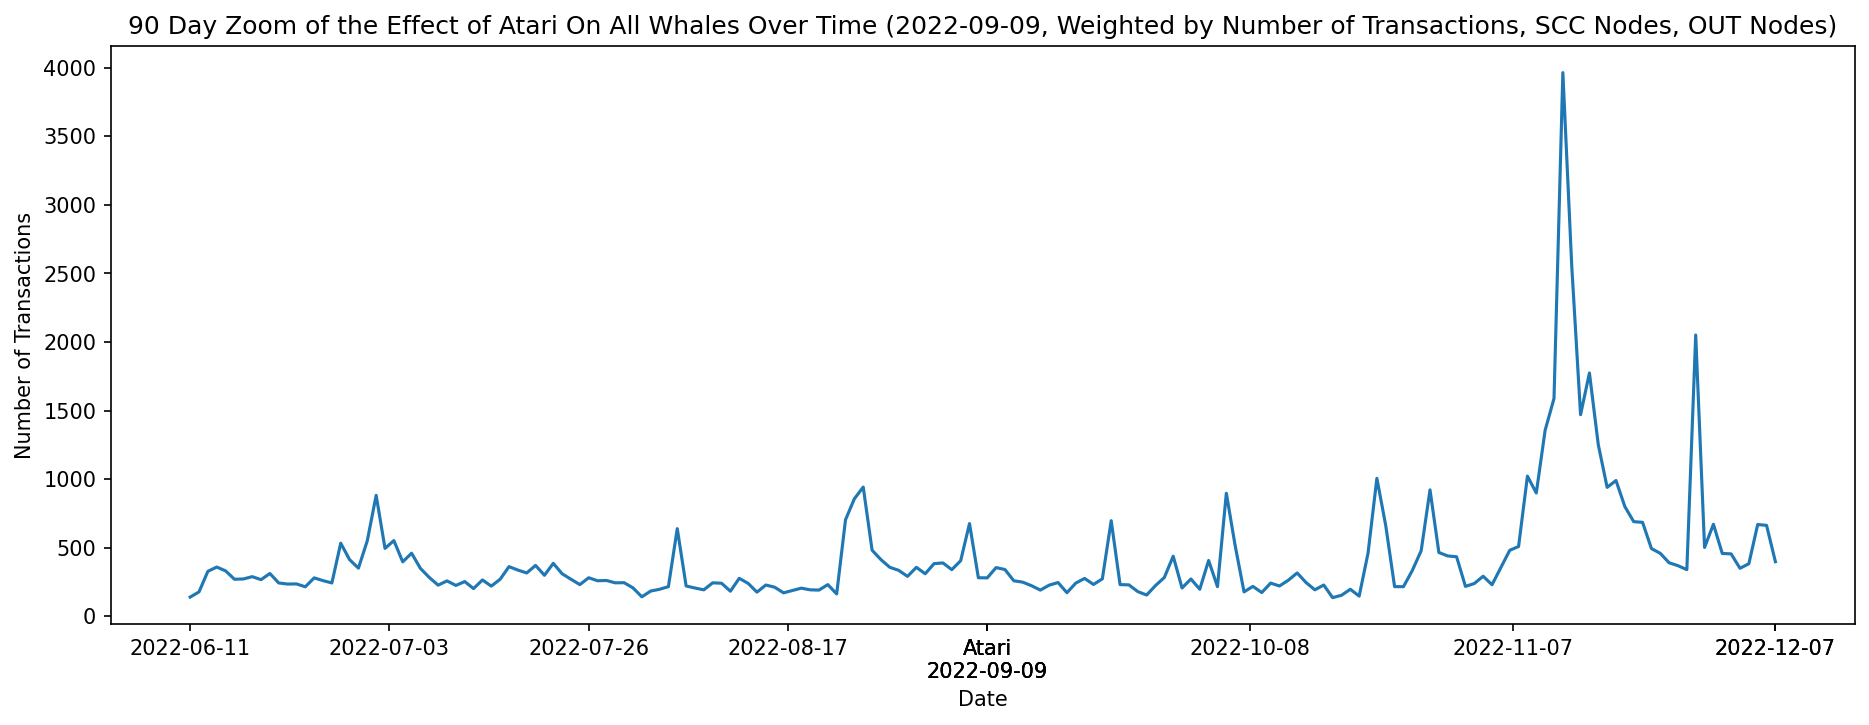 90 Day Zoom of the Effect of Atari On All Whales Over Time (2022-09-09, Weighted by Number of Transactions, SCC Nodes, OUT Nodes)
Number of Transactions
4000
3500
3000
2500
2000
1500
1000
500
0
2022-06-11 2022-07-03 2022-07-26 2022-08-17 Atari 2022-10-08 2022-11-07 2022-12-07
2022-09-09
Date